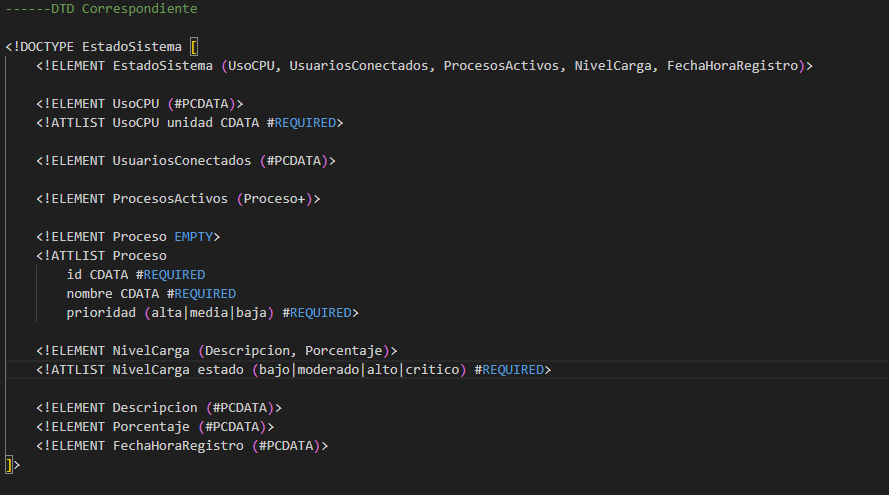 ------DTD Correspondiente
<!DOCTYPE EstadoSistema [
<!ELEMENT EstadoSistema (UsoCPU, UsuariosConectados, ProcesosActivos, NivelCarga, FechaHoraRegistro)>
<!ELEMENT UsoCPU (#PCDATA)>
<!ATTLIST UsoCPU unidad CDATA #REQUIRED>
<!ELEMENT UsuariosConectados (#PCDATA)>
<!ELEMENT ProcesosActivos (Proceso+)>
<!ELEMENT Proceso EMPTY>
<!ATTLIST Proceso
id CDATA #REQUIRED
nombre CDATA #REQUIRED
prioridad (alta|media|baja) #REQUIRED>
<!ELEMENT NivelCarga (Descripcion, Porcentaje)>
<!ATTLIST NivelCarga estado (bajo|moderado|alto|critico) #REQUIRED>
<!ELEMENT Descripcion (#PCDATA)>
<!ELEMENT Porcentaje (#PCDATA)>
<!ELEMENT FechaHoraRegistro (#PCDATA)>
]>